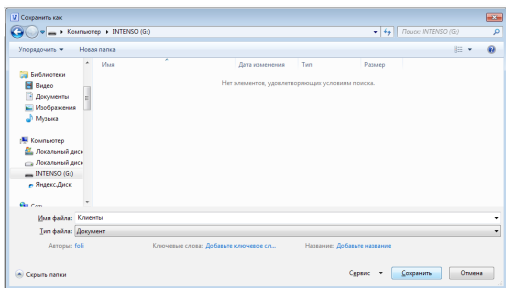 Сохранить как
Компьютер ▸ INTENSO (G:)
Поиск: INTENSO (G:)
Упорядочить
Новая папка
Имя
Дата изменения
Тип
Размер
Нет элементов, удовлетворяющих условиям поиска.
Библиотеки
Видео
Документы
Изображения
Музыка
Компьютер
Локальный диск
Локальный диск
INTENSO (G:)
Яндекс.Диск
Имя файла: Клиенты
Тип файла: Документ
Авторы: foli
Ключевые слова: Добавьте ключевое сл...
Название: Добавьте название
Скрыть папки
Сервис
Сохранить
Отмена